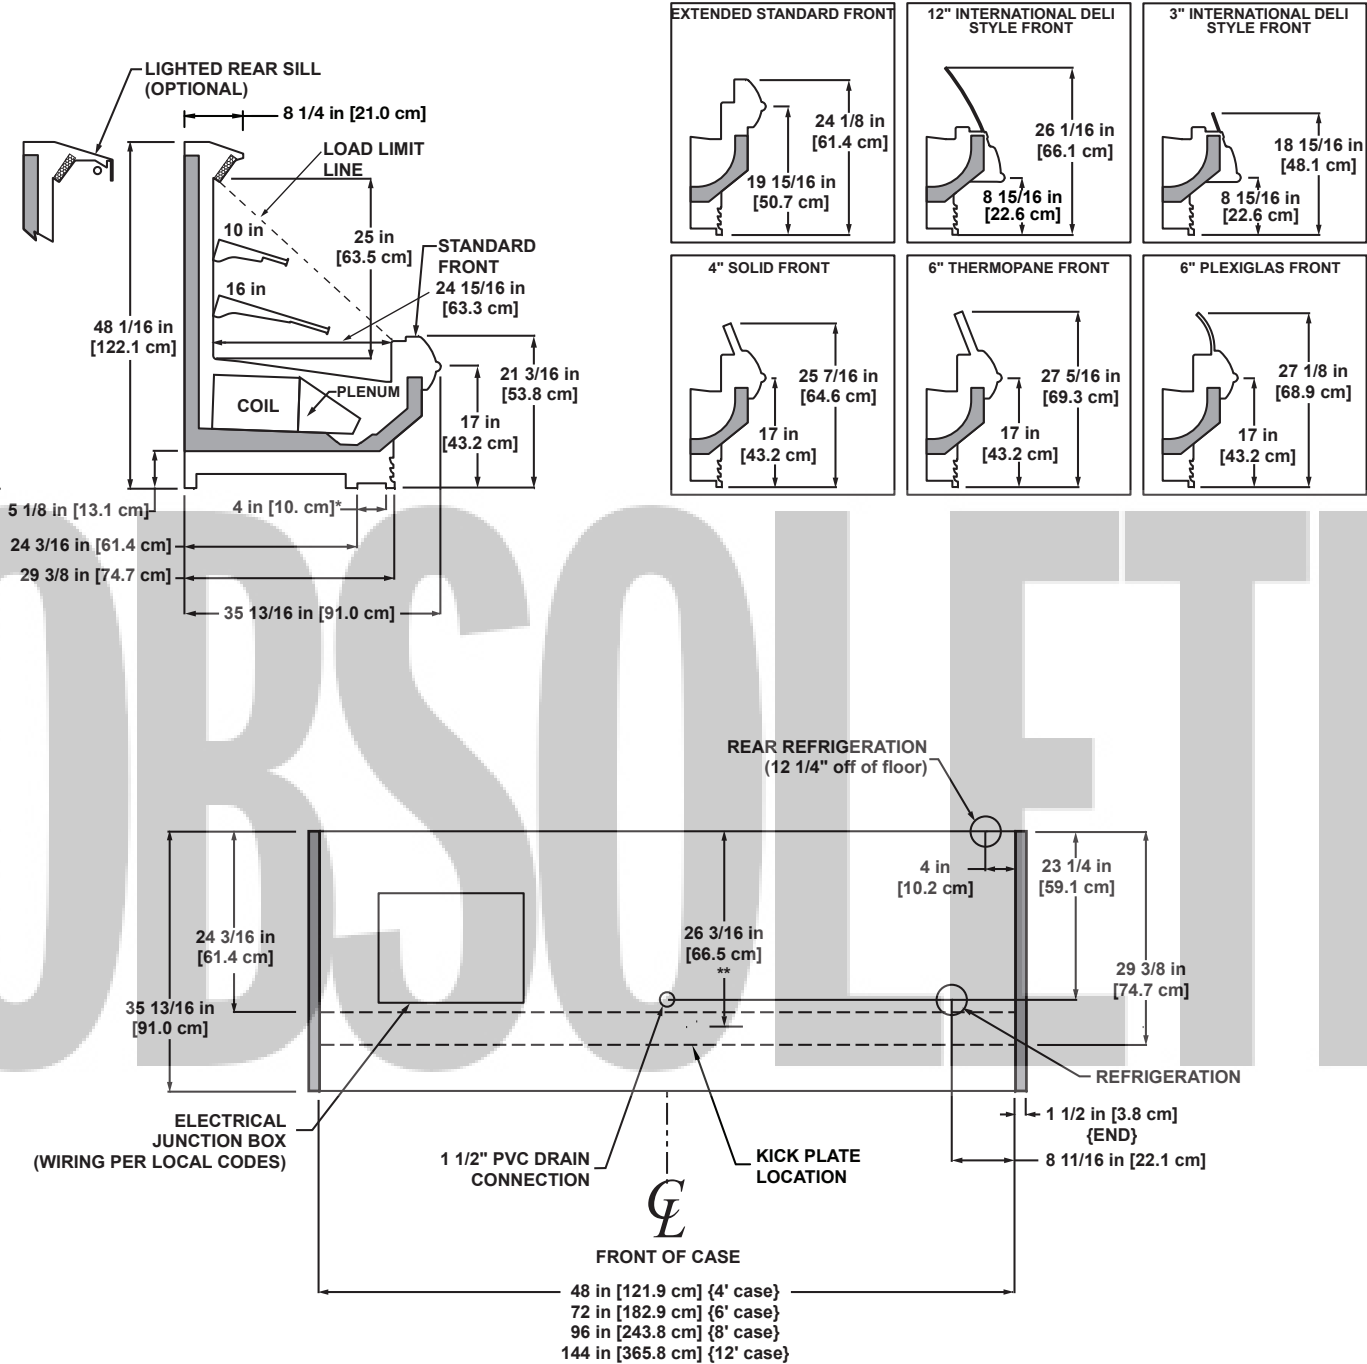 EXTENDED STANDARD FRONT
24 1/8 in
[61.4 cm]
19 15/16 in
[50.7 cm]
12" INTERNATIONAL DELI
STYLE FRONT
26 1/16 in
[66.1 cm]
8 15/16 in
[22.6 cm]
3" INTERNATIONAL DELI
STYLE FRONT
18 15/16 in
[48.1 cm]
8 15/16 in
[22.6 cm]
4" SOLID FRONT
25 7/16 in
[64.6 cm]
17 in
[43.2 cm]
6" THERMOPANE FRONT
27 5/16 in
[69.3 cm]
17 in
[43.2 cm]
6" PLEXIGLAS FRONT
27 1/8 in
[68.9 cm]
17 in
[43.2 cm]
LIGHTED REAR SILL
(OPTIONAL)
8 1/4 in [21.0 cm]
LOAD LIMIT
LINE
10 in
25 in
[63.5 cm]
STANDARD
FRONT
16 in
24 15/16 in
[63.3 cm]
48 1/16 in
[122.1 cm]
COIL
PLENUM
21 3/16 in
[53.8 cm]
17 in
[43.2 cm]
5 1/8 in [13.1 cm]
4 in [10. cm]*
24 3/16 in [61.4 cm]
29 3/8 in [74.7 cm]
35 13/16 in [91.0 cm]
OBSOLETE
REAR REFRIGERATION
(12 1/4" off of floor)
4 in
[10.2 cm]
23 1/4 in
[59.1 cm]
24 3/16 in
[61.4 cm]
26 3/16 in
[66.5 cm]
**
29 3/8 in
[74.7 cm]
35 13/16 in
[91.0 cm]
REFRIGERATION
ELECTRICAL
JUNCTION BOX
(WIRING PER LOCAL CODES)
1 1/2" PVC DRAIN
CONNECTION
KICK PLATE
LOCATION
1 1/2 in [3.8 cm]
{END}
8 11/16 in [22.1 cm]
CL
FRONT OF CASE
48 in [121.9 cm] {4' case}
72 in [182.9 cm] {6' case}
96 in [243.8 cm] {8' case}
144 in [365.8 cm] {12' case}